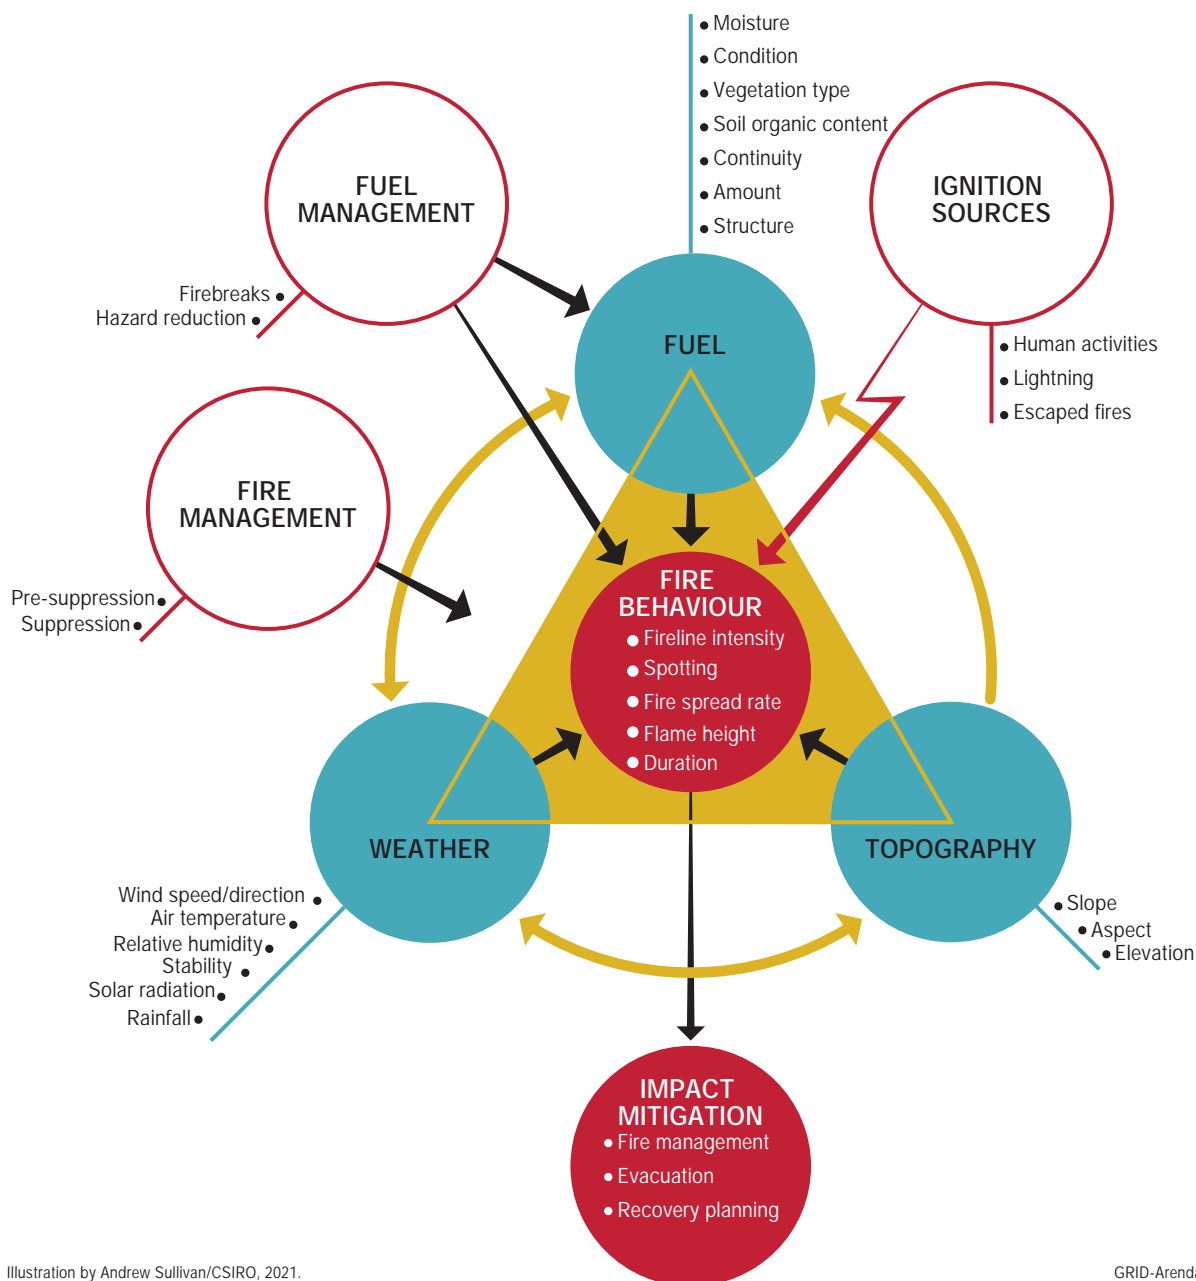 • Moisture
• Condition
• Vegetation type
• Soil organic content
• Continuity
• Amount
• Structure
FUEL
MANAGEMENT
Firebreaks •
Hazard reduction •
IGNITION
SOURCES
• Human activities
• Lightning
• Escaped fires
FUEL
FIRE
MANAGEMENT
Pre-suppression •
Suppression •
FIRE
BEHAVIOUR
• Fireline intensity
• Spotting
• Fire spread rate
• Flame height
• Duration
WEATHER
Wind speed/direction •
Air temperature •
Relative humidity •
Stability •
Solar radiation •
Rainfall •
TOPOGRAPHY
• Slope
• Aspect
• Elevation
IMPACT
MITIGATION
• Fire management
• Evacuation
• Recovery planning
Illustration by Andrew Sullivan/CSIRO, 2021.